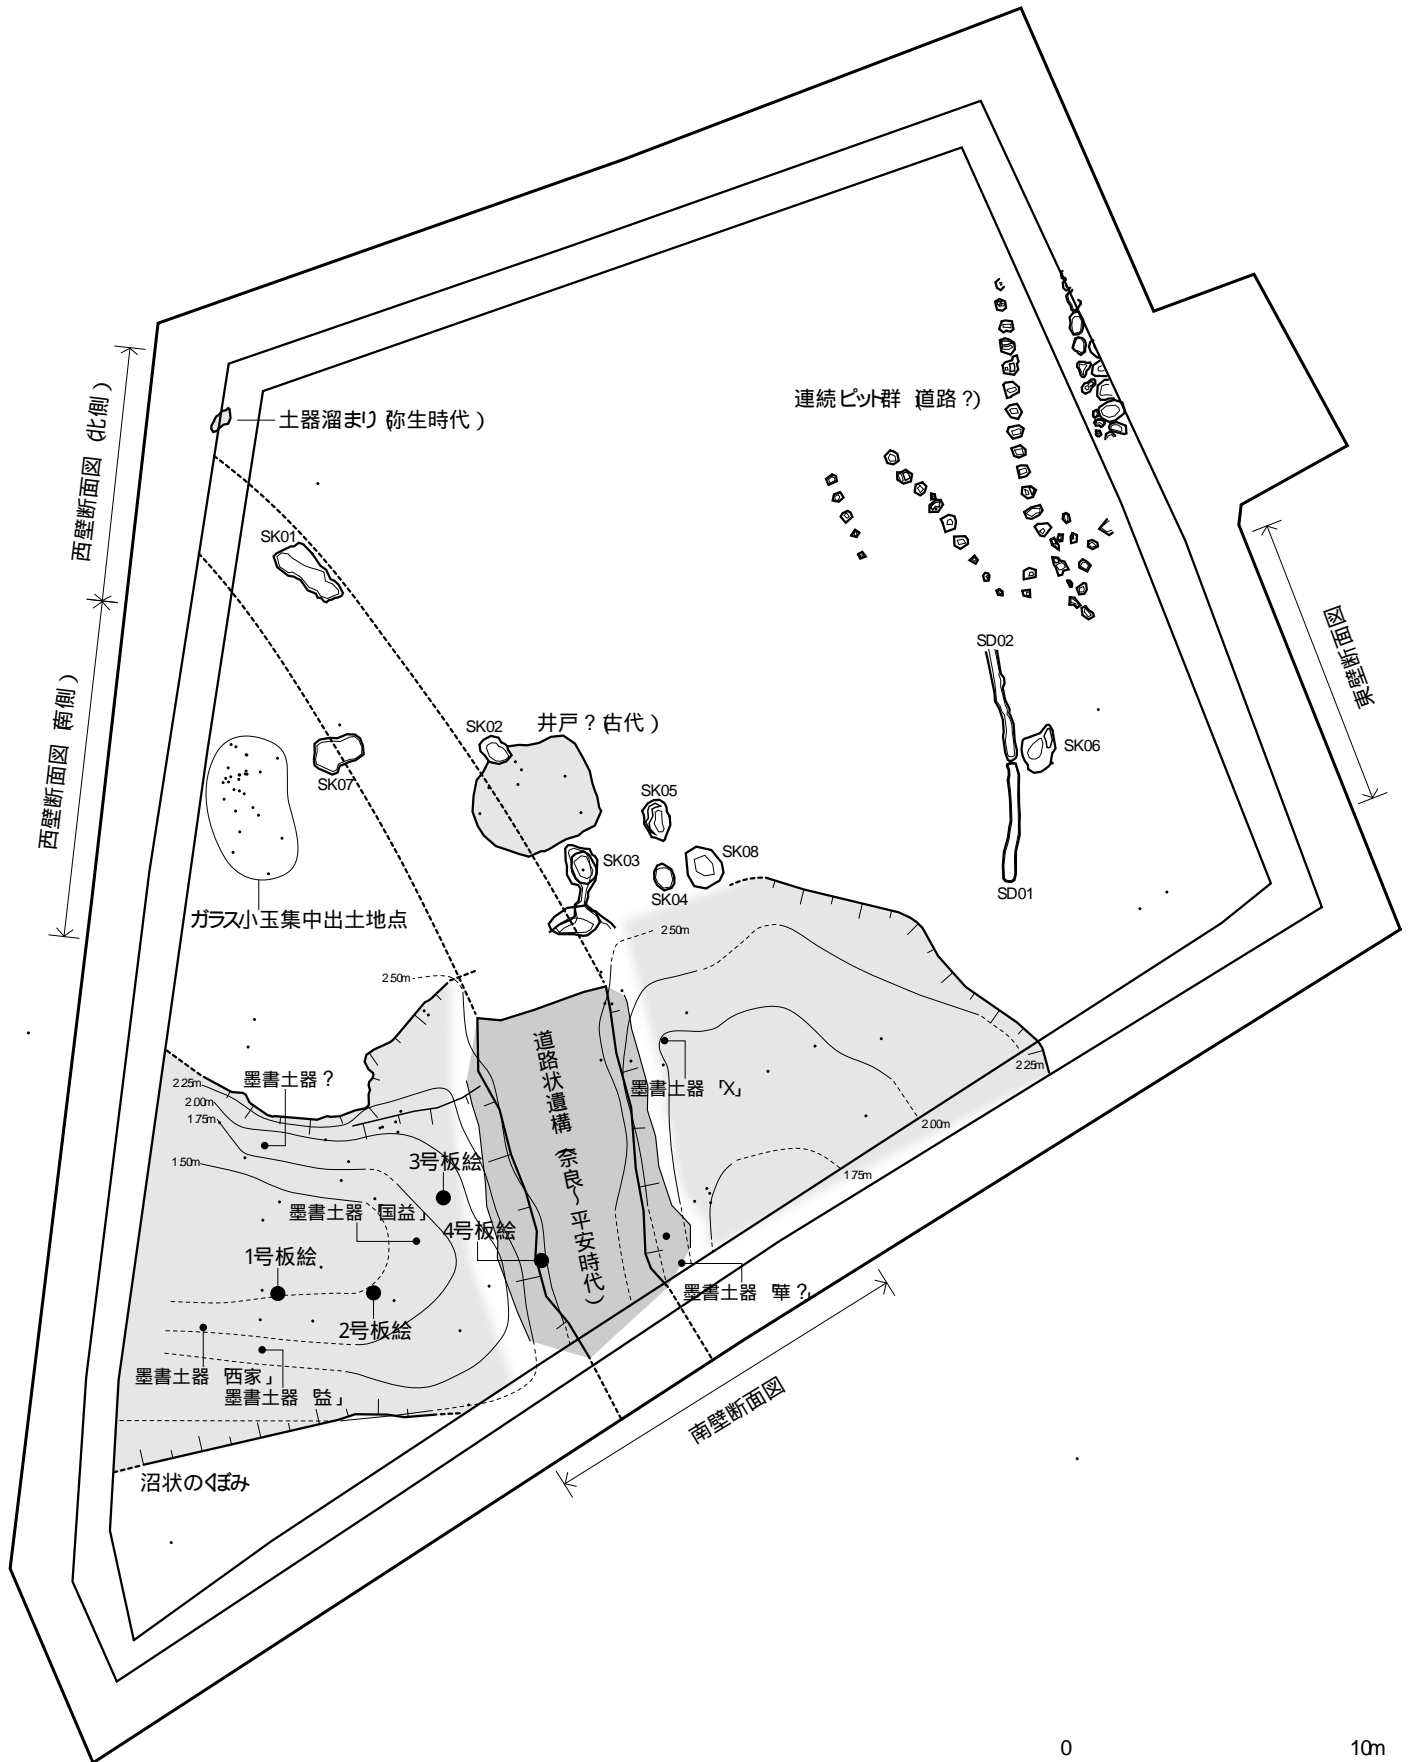 連続ピット群（道路？）
土器溜まり（弥生時代）
西壁断面図（北側）
SK01
東壁断面図
SD02
西壁断面図（南側）
SK02
井戸？（古代）
SK06
SK07
SK05
SK03
SK08
SK04
SD01
ガラス小玉集中出土地点
2.50m
2.50m
道路状遺構（奈良〜平安時代）
2.25m
墨書土器？
2.25m
墨書土器「X」
2.00m
1.75m
2.00m
1.50m
3号板絵
1.75m
墨書土器「国益」
4号板絵
1号板絵
墨書土器「華？」
2号板絵
墨書土器「西家」
墨書土器「益」
南壁断面図
沼状のくぼみ
0
10m